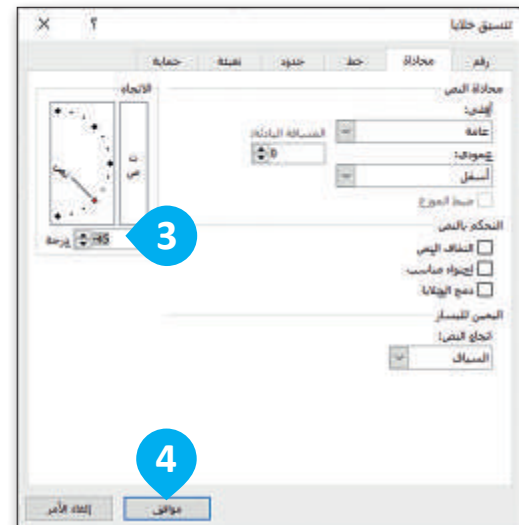 تنسيق خلايا ؟ ×
رقم محاذاة خط حدود تعبئة حماية
محاذاة النص
أفقي:
عامة
المسافة البادئة:
0
عمودي:
أسفل
ضبط الموزع
التحكم بالنص
التفاف النص
احتواء مناسب
دمج الخلايا
اليمين لليسار
اتجاه النص:
السياق
الاتجاه
نص
-45 درجة
3
4
موافق إلغاء الأمر